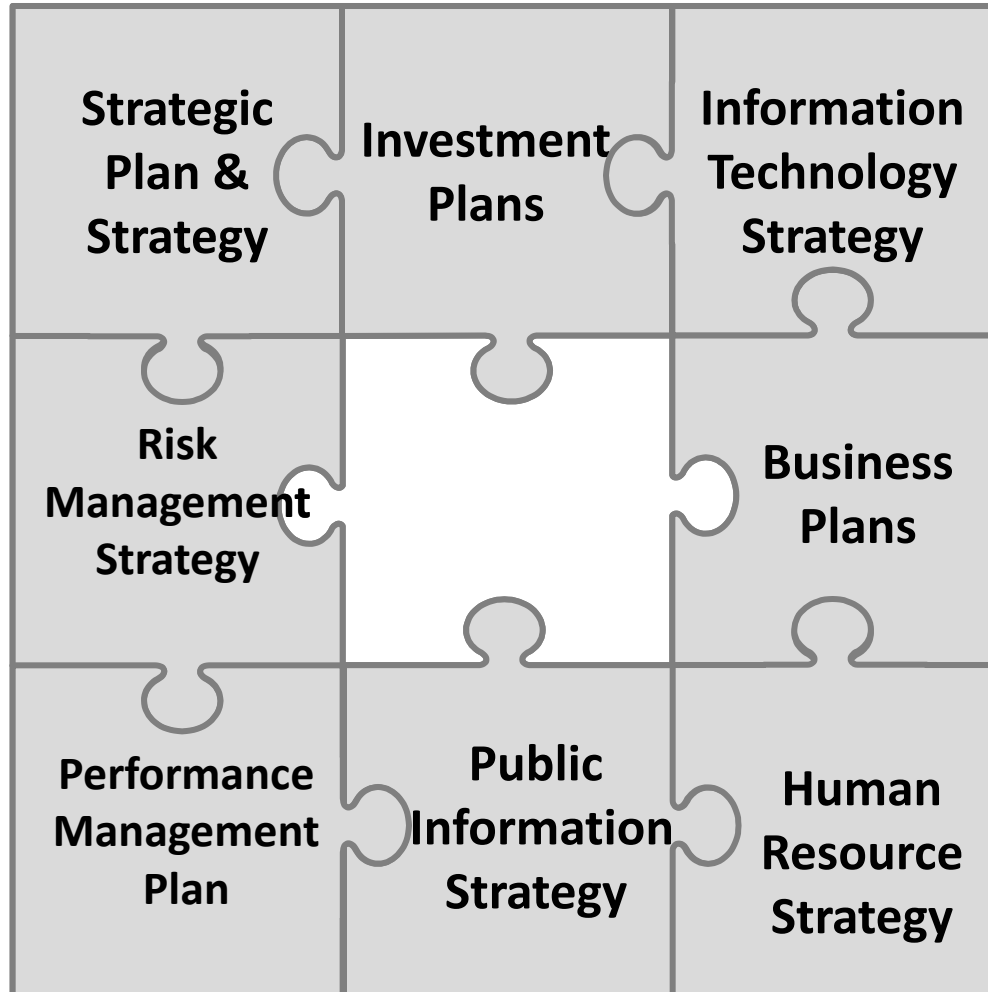 Strategic
Plan &
Strategy
Investment
Plans
Information
Technology
Strategy
Risk
Management
Strategy
Business
Plans
Performance
Management
Plan
Public
Information
Strategy
Human
Resource
Strategy